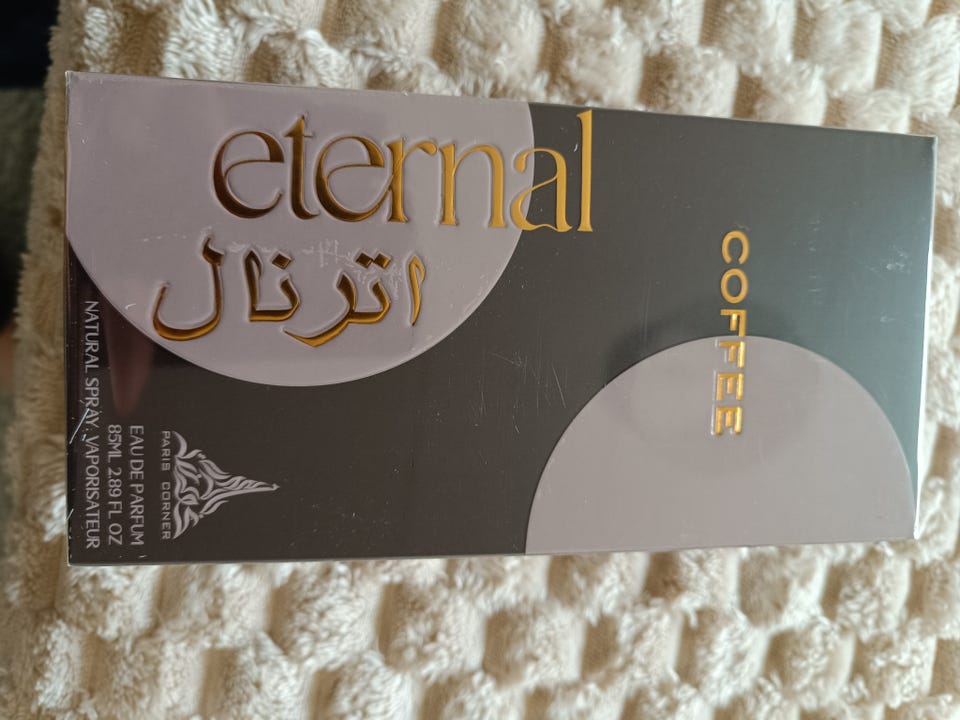 eternal
اترنال
COFFEE
PARIS CORNER
EAU DE PARFUM
85ML 2.89 FL OZ
NATURAL SPRAY. VAPORISATEUR